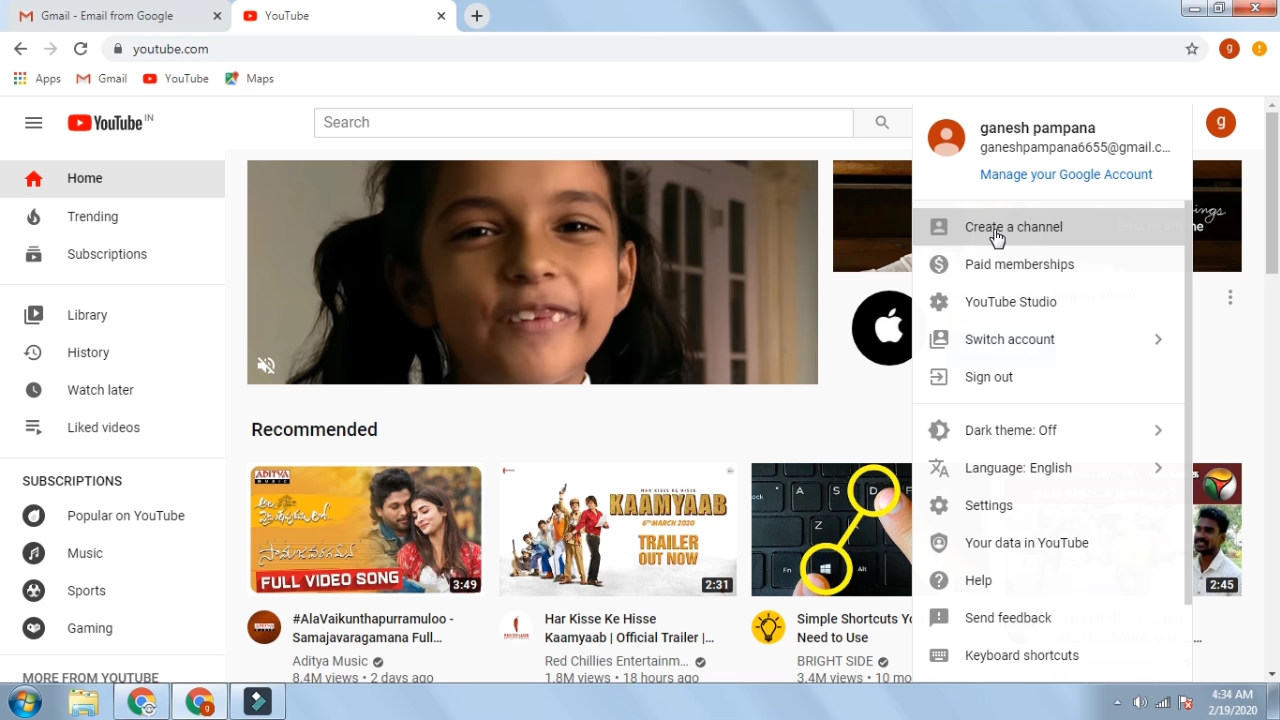 Gmail - Email from Google
YouTube
youtube.com
g
Apps
Gmail
YouTube
Maps
YouTube IN
Search
g
ganesh pampana
ganeshpampana6655@gmail.c...
Manage your Google Account
Home
Trending
Subscriptions
Library
History
Watch later
Liked videos
SUBSCRIPTIONS
Popular on YouTube
Music
Sports
Gaming
MORE FROM YOUTUBE
Create a channel
Paid memberships
YouTube Studio
Switch account
Sign out
Dark theme: Off
Language: English
Settings
Your data in YouTube
Help
Send feedback
Keyboard shortcuts
Recommended
ADITYA
MUSIC
FULL VIDEO SONG
3:49
HAR KISSE KE HISSE
KAAMYAAB
6TH MARCH 2020
TRAILER
OUT NOW
2:31
A S D F
Z
Fn
Alt
2:45
#AlaVaikunthapurramuloo -
Samajavaragamana Full...
Aditya Music
8.4M views • 2 days ago
Har Kisse Ke Hisse
Kaamyaab | Official Trailer |...
Red Chillies Entertainm...
1.8M views • 18 hours ago
Simple Shortcuts Yo
Need to Use
BRIGHT SIDE
3.4M views • 10 mo
4:34 AM
2/19/2020